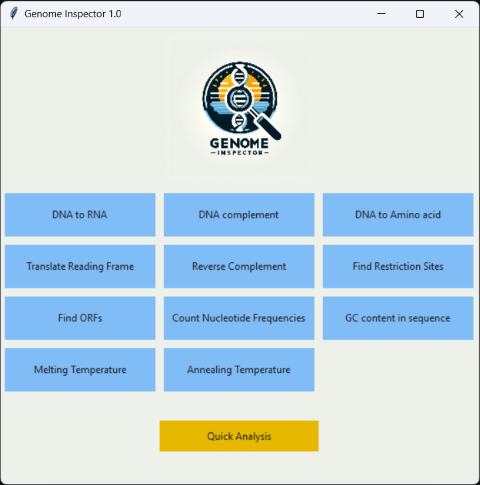 Genome Inspector 1.0
GENOME
INSPECTOR
DNA to RNA
DNA complement
DNA to Amino acid
Translate Reading Frame
Reverse Complement
Find Restriction Sites
Find ORFs
Count Nucleotide Frequencies
GC content in sequence
Melting Temperature
Annealing Temperature
Quick Analysis